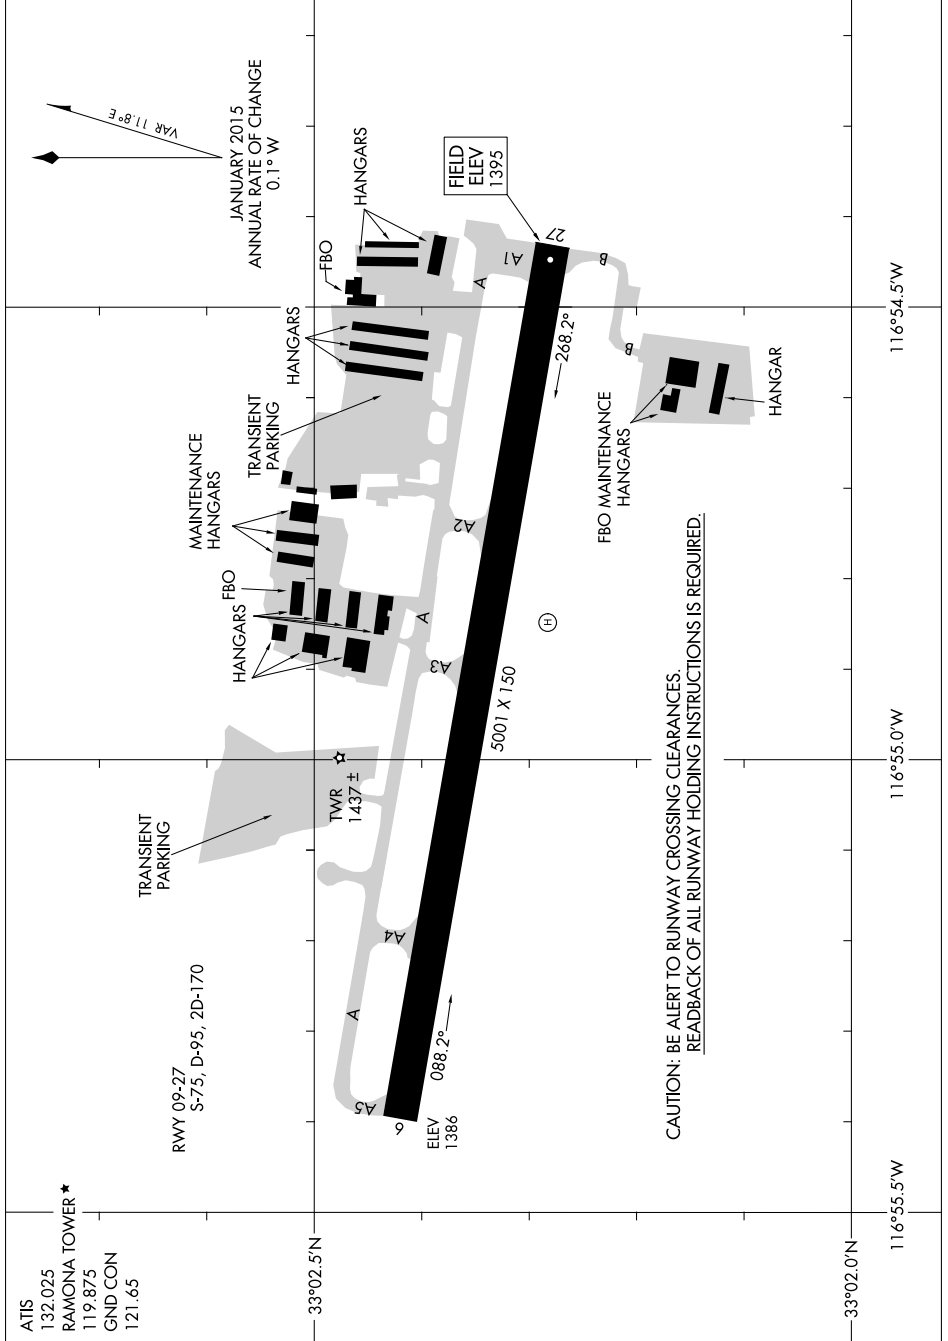 ATIS
132.025
RAMONA TOWER ★
119.875
GND CON
121.65
VAR 11.8° E
JANUARY 2015
ANNUAL RATE OF CHANGE
0.1° W
RWY 09-27
S-75, D-95, 2D-170
TRANSIENT
PARKING
HANGARS
FBO
MAINTENANCE
HANGARS
TRANSIENT
PARKING
HANGARS
FBO
HANGARS
TWR
1437 ±
FIELD
ELEV
1395
A
A
A
A5
A4
A3
A2
A1
9
27
B
B
ELEV
1386
088.2°
5001 X 150
268.2°
H
FBO MAINTENANCE
HANGARS
HANGAR
CAUTION: BE ALERT TO RUNWAY CROSSING CLEARANCES.
READBACK OF ALL RUNWAY HOLDING INSTRUCTIONS IS REQUIRED.
33°02.5'N
33°02.0'N
116°55.5'W
116°55.0'W
116°54.5'W